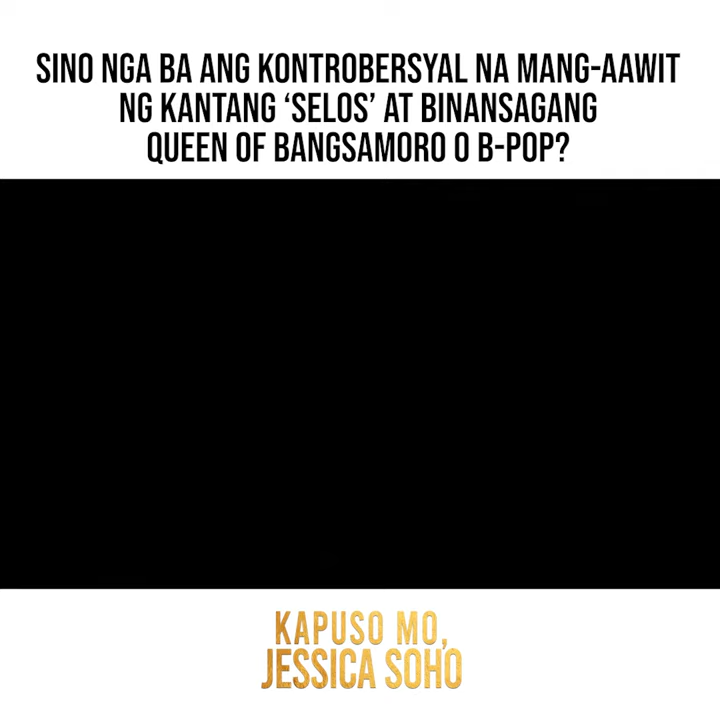 SINO NGA BA ANG KONTROBERSYAL NA MANG-AAWIT
NG KANTANG ‘SELOS’ AT BINANSAGANG
QUEEN OF BANGSAMORO O B-POP?
KAPUSO MO,
JESSICA SOHO